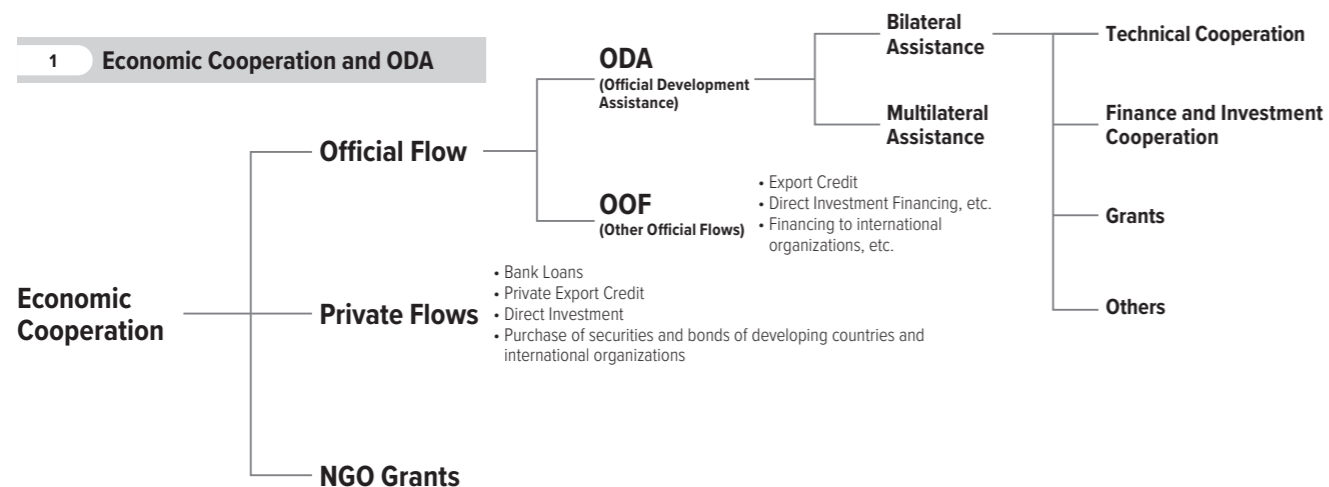 1 Economic Cooperation and ODA
Economic
Cooperation
Official Flow
ODA
(Official Development
Assistance)
Bilateral
Assistance
Technical Cooperation
Finance and Investment
Cooperation
Grants
Others
Multilateral
Assistance
OOF
(Other Official Flows)
• Export Credit
• Direct Investment Financing, etc.
• Financing to international
organizations, etc.
Private Flows
• Bank Loans
• Private Export Credit
• Direct Investment
• Purchase of securities and bonds of developing countries and
international organizations
NGO Grants